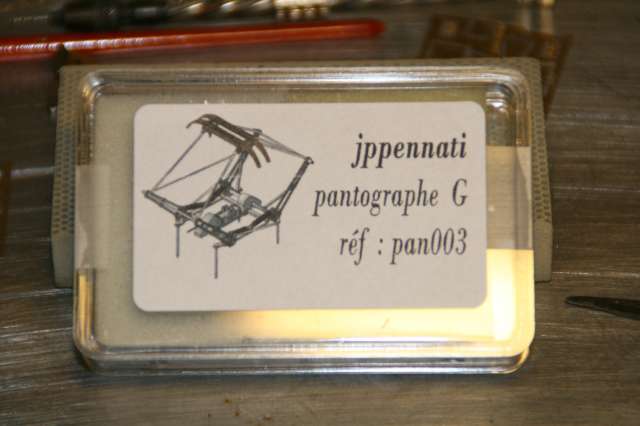 jppennati
pantographe G
réf : pan003